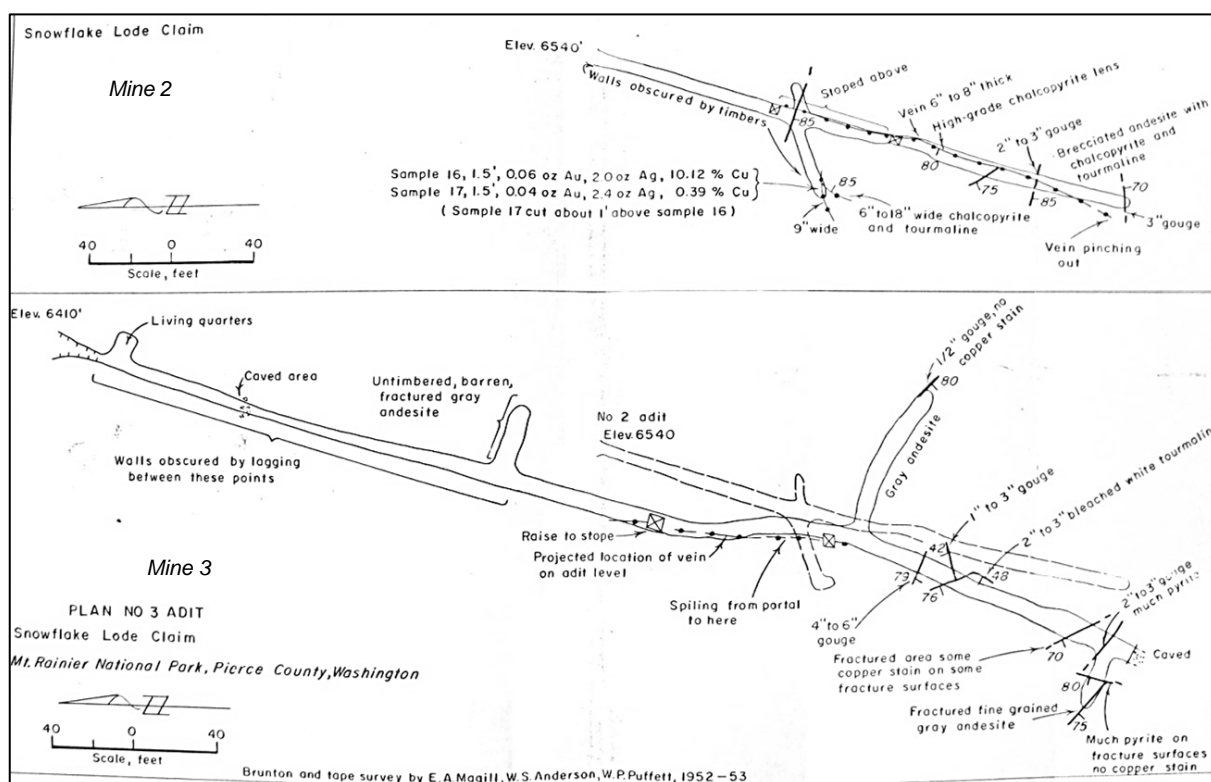 Snowflake Lode Claim
Mine 2
Elev. 6540'
Walls obscured by timbers
Stoped above
Vein 6" to 8" thick
High-grade chalcopyrite lens
2" to 3" gouge
Brecciated andesite with
chalcopyrite and
tourmaline
85
80
75
85
70
Sample 16, 1.5', 0.06 oz Au, 2.0 oz Ag, 10.12 % Cu
Sample 17, 1.5', 0.04 oz Au, 2.4 oz Ag, 0.39 % Cu
( Sample 17 cut about 1' above sample 16 )
85
6" to 18" wide chalcopyrite
and tourmaline
9" wide
3" gouge
Vein pinching
out
40 0 40
Scale, feet
Elev. 6410'
Living quarters
Caved area
Untimbered, barren,
fractured gray
andesite
Walls obscured by lagging
between these points
No 2 adit
Elev. 6540
1/2" gouge, no
copper stain
80
Gray andesite
1" to 3" gouge
2" to 3" bleached white tourmaline
Raise to stope
Projected location of vein
on adit level
Spiling from portal
to here
42
79
76
48
4" to 6"
gouge
2" to 3" gouge
much pyrite
Fractured area some
copper stain on some
fracture surfaces
70
Caved
80
75
Fractured fine grained
gray andesite
Much pyrite on
fracture surfaces
no copper stain
Mine 3
PLAN NO 3 ADIT
Snowflake Lode Claim
Mt. Rainier National Park, Pierce County, Washington
40 0 40
Scale, feet
Brunton and tape survey by E. A. Magill, W. S. Anderson, W. P. Puffett, 1952-53